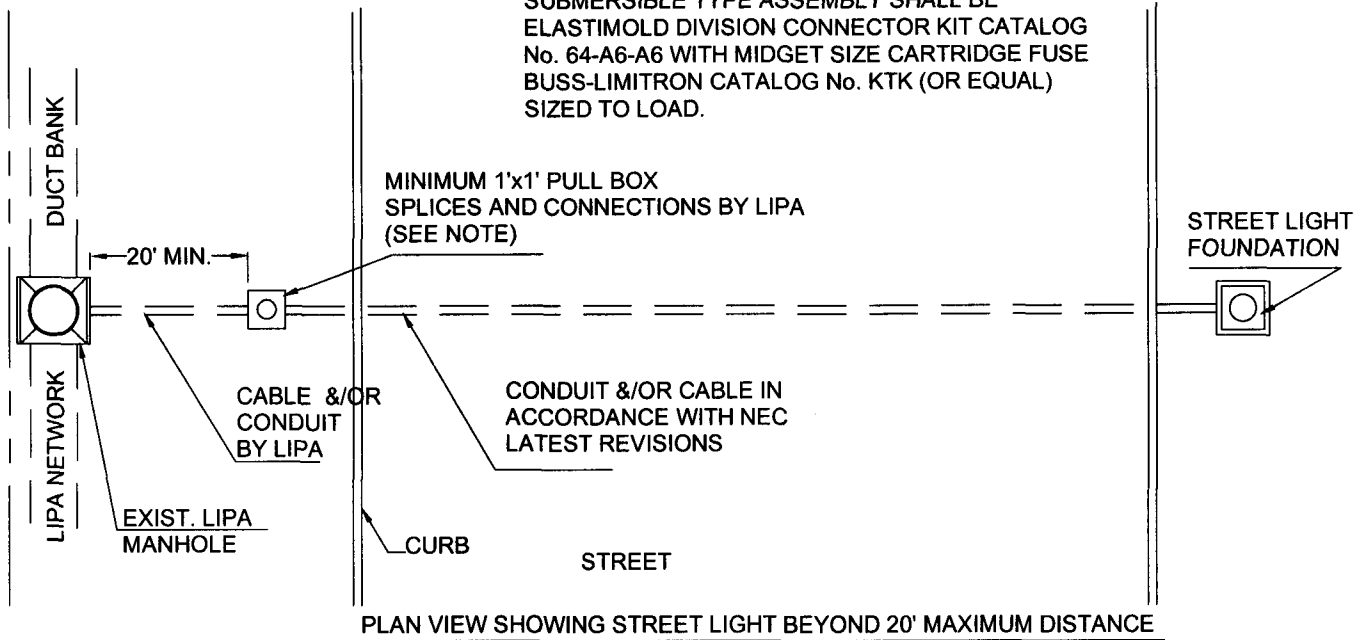 SUBMERSIBLE TYPE ASSEMBLY SHALL BE
ELASTIMOLD DIVISION CONNECTOR KIT CATALOG
No. 64-A6-A6 WITH MIDGET SIZE CARTRIDGE FUSE
BUSS-LIMITRON CATALOG No. KTK (OR EQUAL)
SIZED TO LOAD.
DUCT BANK
MINIMUM 1'x1' PULL BOX
SPLICES AND CONNECTIONS BY LIPA
(SEE NOTE)
STREET LIGHT
FOUNDATION
20' MIN.
LIPA NETWORK
CABLE &/OR
CONDUIT
BY LIPA
CONDUIT &/OR CABLE IN
ACCORDANCE WITH NEC
LATEST REVISIONS
EXIST. LIPA
MANHOLE
CURB
STREET
PLAN VIEW SHOWING STREET LIGHT BEYOND 20' MAXIMUM DISTANCE